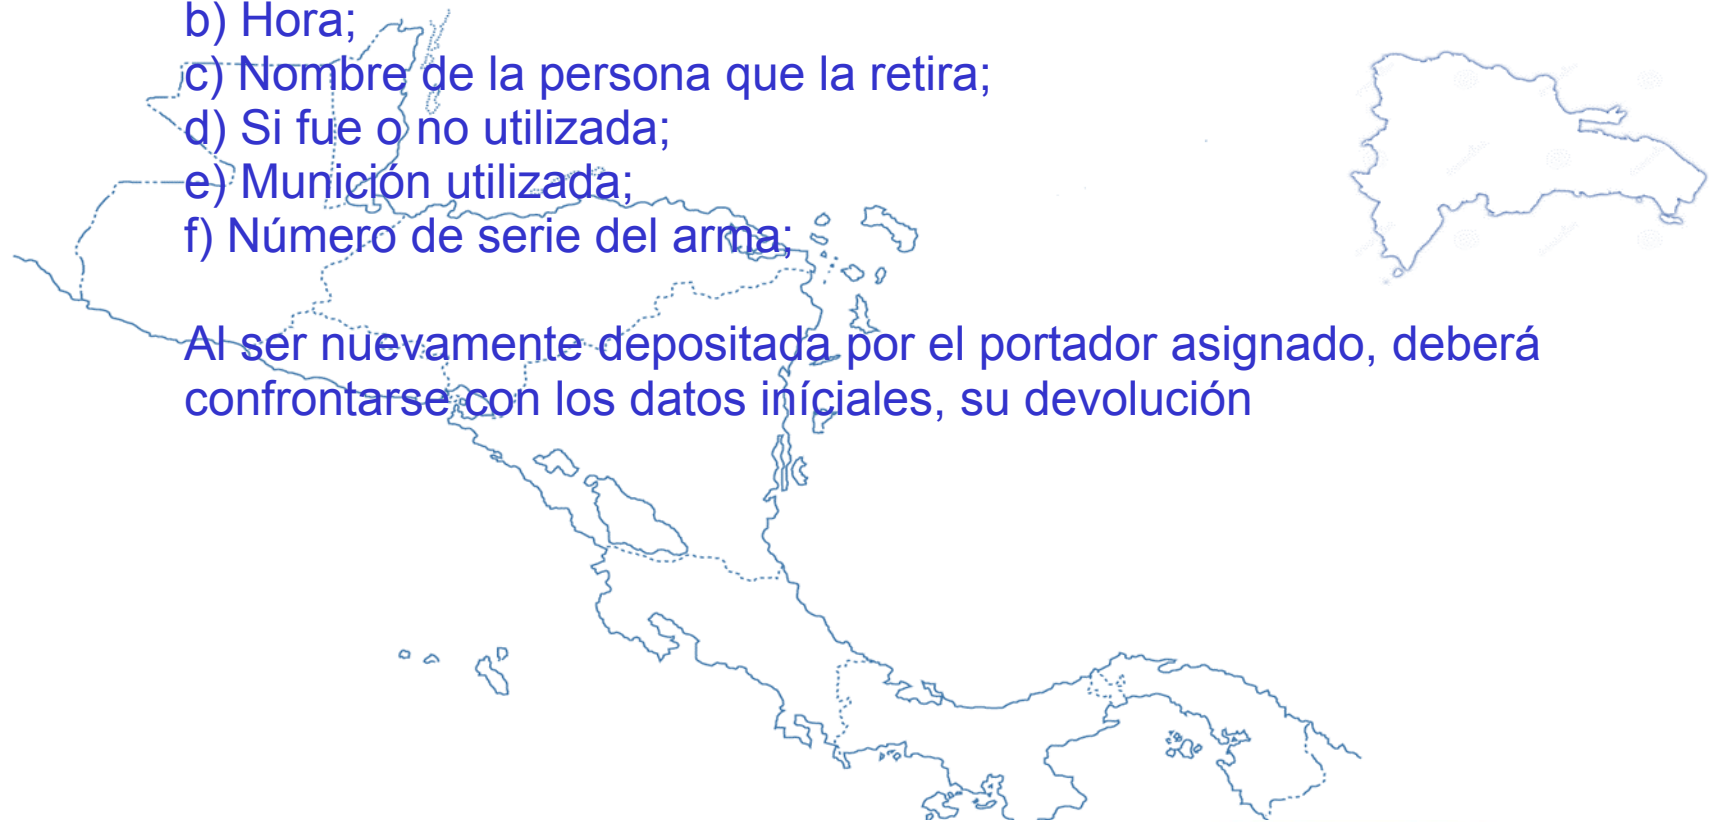 b) Hora;
c) Nombre de la persona que la retira;
d) Si fue o no utilizada;
e) Munición utilizada;
f) Número de serie del arma;
Al ser nuevamente depositada por el portador asignado, deberá
confrontarse con los datos iníciales, su devolución